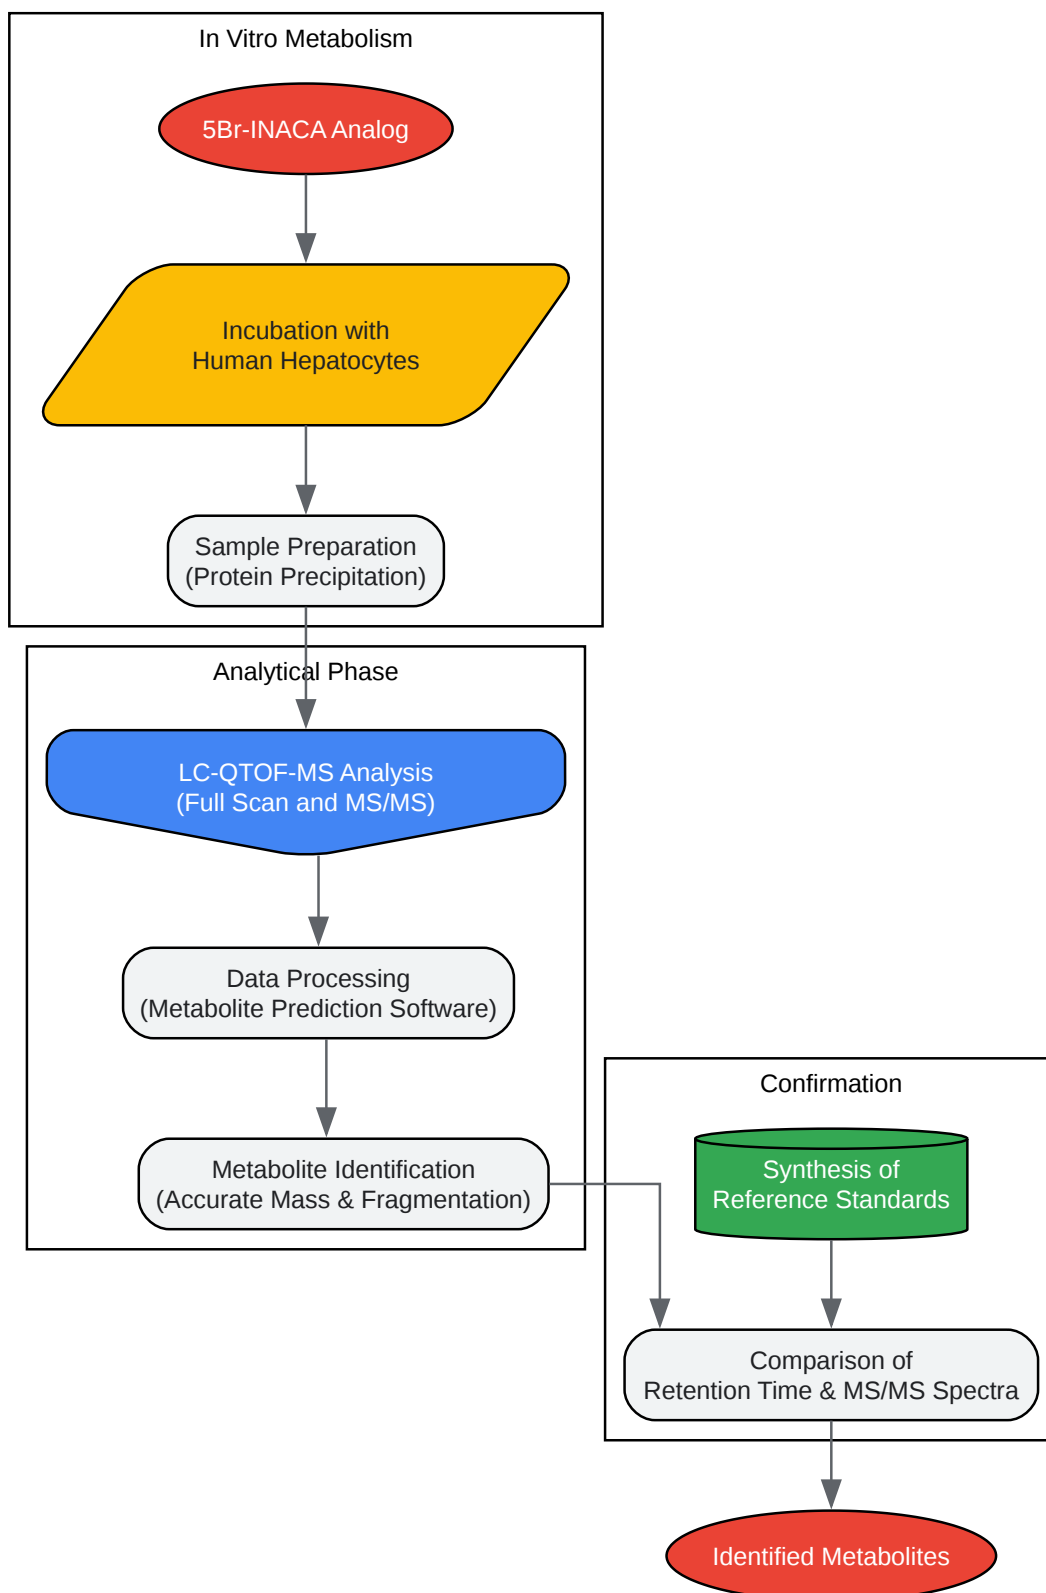 In Vitro Metabolism
5Br-INACA Analog
Incubation with
Human Hepatocytes
Sample Preparation
(Protein Precipitation)
Analytical Phase
LC-QTOF-MS Analysis
(Full Scan and MS/MS)
Data Processing
(Metabolite Prediction Software)
Metabolite Identification
(Accurate Mass & Fragmentation)
Confirmation
Synthesis of
Reference Standards
Comparison of
Retention Time & MS/MS Spectra
Identified Metabolites